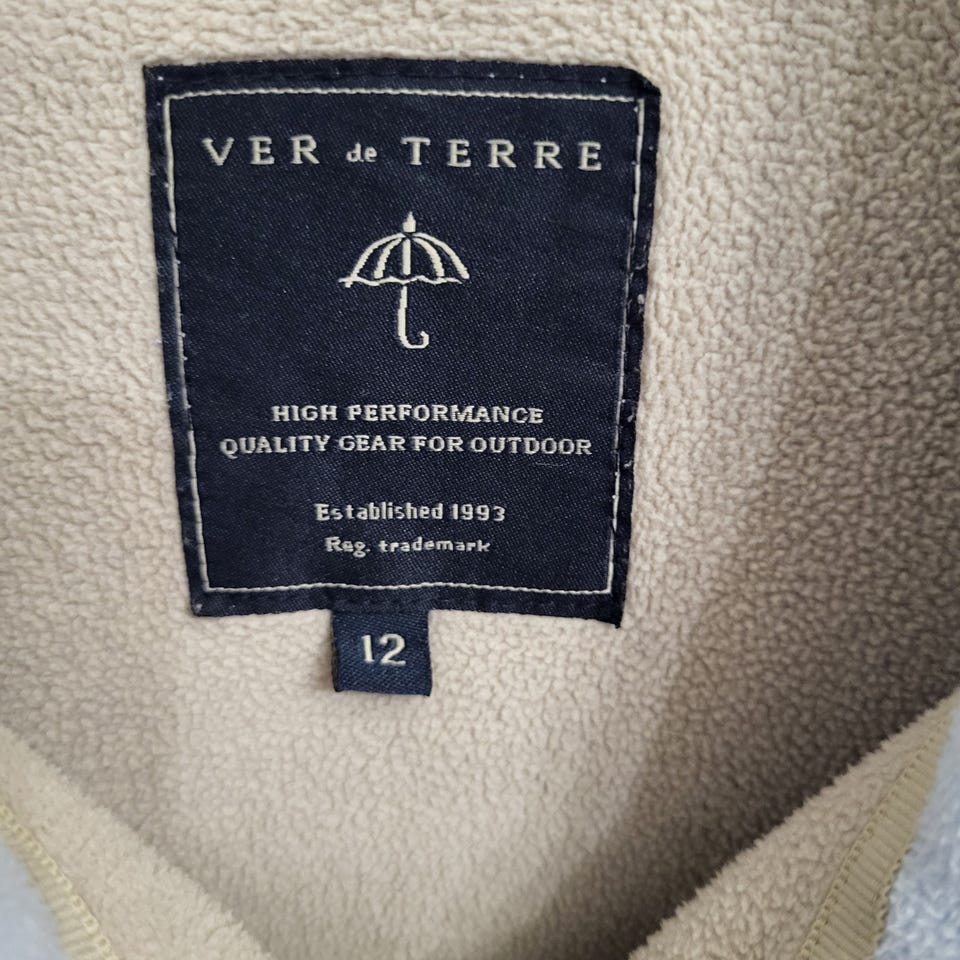 VER de TERRE
HIGH PERFORMANCE
QUALITY GEAR FOR OUTDOOR
Established 1993
Reg. trademark
12